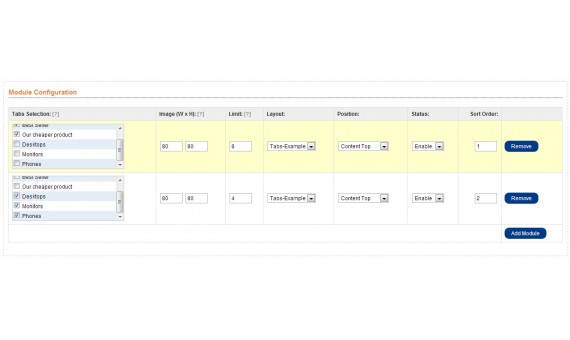 Module Configuration
Tabs Selection: [?] Image (W x H): [?] Limit: [?] Layout: Position: Status: Sort Order:
Best Seller
Our cheaper product
Desktops
Monitors
Phones
80 80 8 Tabs-Example Content Top Enable 1 Remove
Best Seller
Our cheaper product
Desktops
Monitors
Phones
80 80 4 Tabs-Example Content Top Enable 2 Remove
Add Module